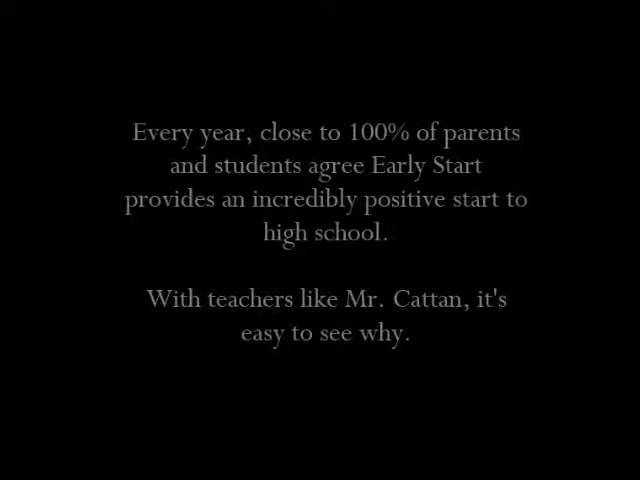 Every year, close to 100% of parents
and students agree Early Start
provides an incredibly positive start to
high school.
With teachers like Mr. Cattan, it's
easy to see why.